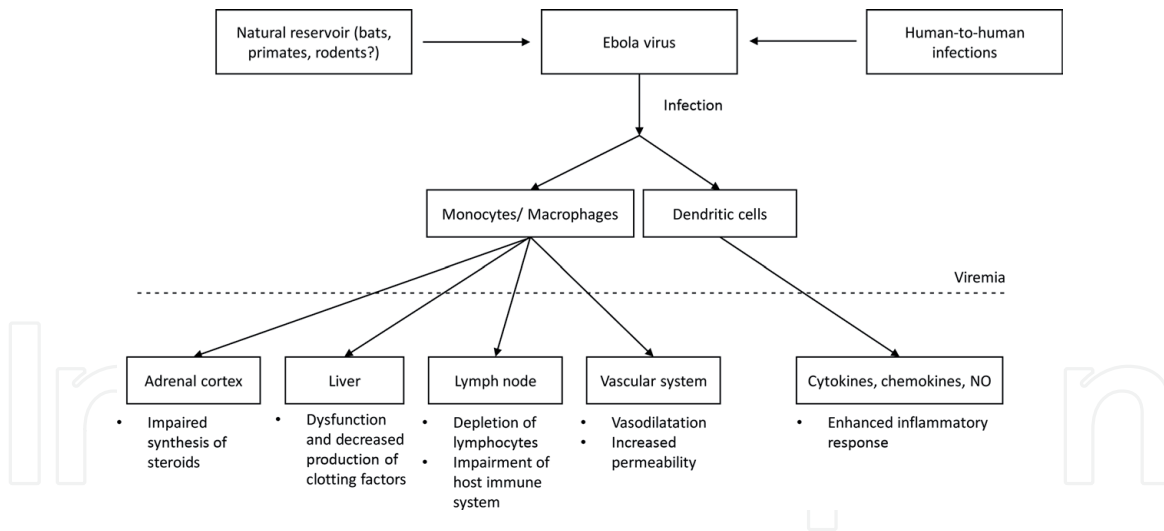 Natural reservoir (bats,
primates, rodents?)
Ebola virus
Human-to-human
infections
Infection
Monocytes/ Macrophages
Dendritic cells
Viremia
Adrenal cortex
Liver
Lymph node
Vascular system
Cytokines, chemokines, NO
• Impaired
synthesis of
steroids
• Dysfunction
and decreased
production of
clotting factors
• Depletion of
lymphocytes
• Impairment of
host immune
system
• Vasodilatation
• Increased
permeability
• Enhanced inflammatory
response